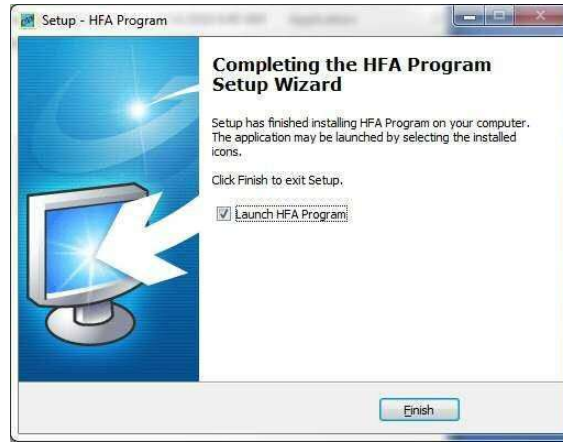 Setup - HFA Program
Completing the HFA Program
Setup Wizard
Setup has finished installing HFA Program on your computer.
The application may be launched by selecting the installed
icons.
Click Finish to exit Setup.
Launch HFA Program
Finish